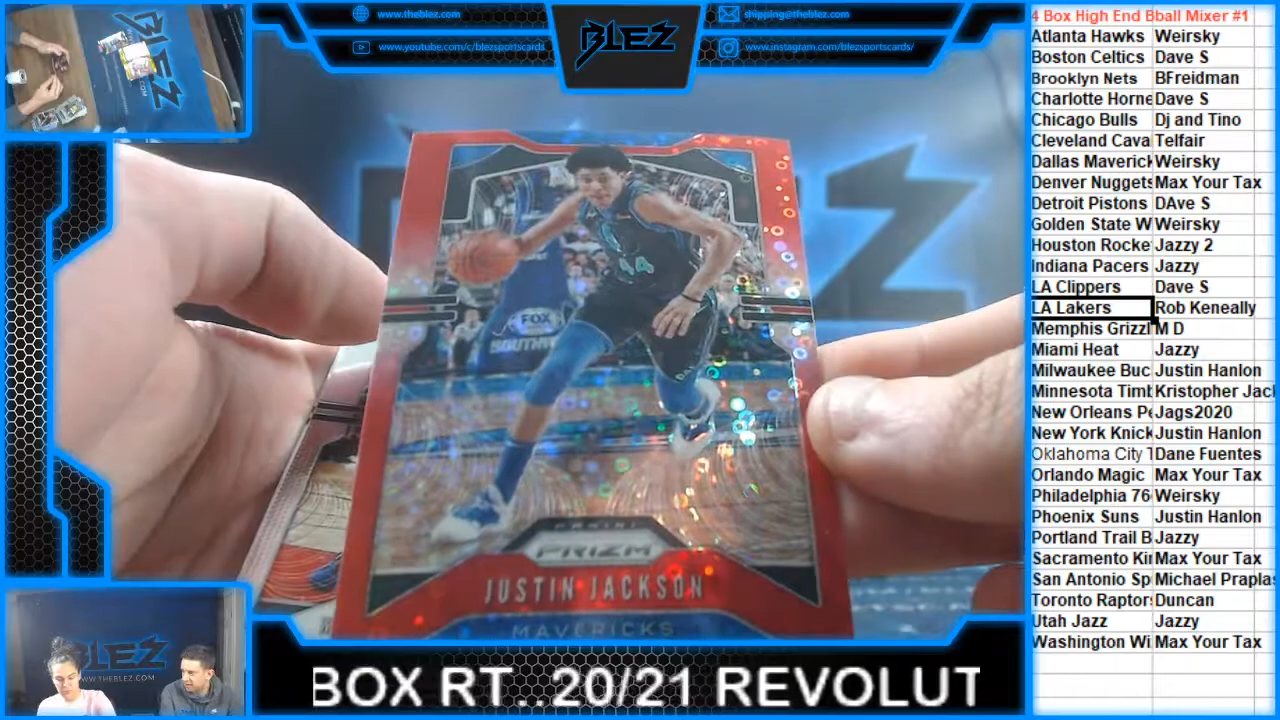 www.theblez.com
shipping@theblez.com
www.youtube.com/c/blezsportscards
www.instagram.com/blezsportscards/
BLEZ
4 Box High End Bball Mixer #1
Atlanta Hawks Weirsky
Boston Celtics Dave S
Brooklyn Nets BFreidman
Charlotte Horne Dave S
Chicago Bulls Dj and Tino
Cleveland Cava Telfair
Dallas Maverick Weirsky
Denver Nuggets Max Your Tax
Detroit Pistons DAve S
Golden State W Weirsky
Houston Rocke Jazzy 2
Indiana Pacers Jazzy
LA Clippers Dave S
LA Lakers Rob Keneally
Memphis Grizzl M D
Miami Heat Jazzy
Milwaukee Buc Justin Hanlon
Minnesota Timb Kristopher Jack
New Orleans Pe Jags2020
New York Knick Justin Hanlon
Oklahoma City T Dane Fuentes
Orlando Magic Max Your Tax
Philadelphia 76 Weirsky
Phoenix Suns Justin Hanlon
Portland Trail B Jazzy
Sacramento Kin Max Your Tax
San Antonio Sp Michael Praplas
Toronto Raptors Duncan
Utah Jazz Jazzy
Washington Wi Max Your Tax
44
FOX
SOUTHW
PANINI
PRIZM
JUSTIN JACKSON
MAVERICKS
BLEZ
BLEZ
WWW.THEBLEZ.COM
BOX RT..20/21 REVOLUT